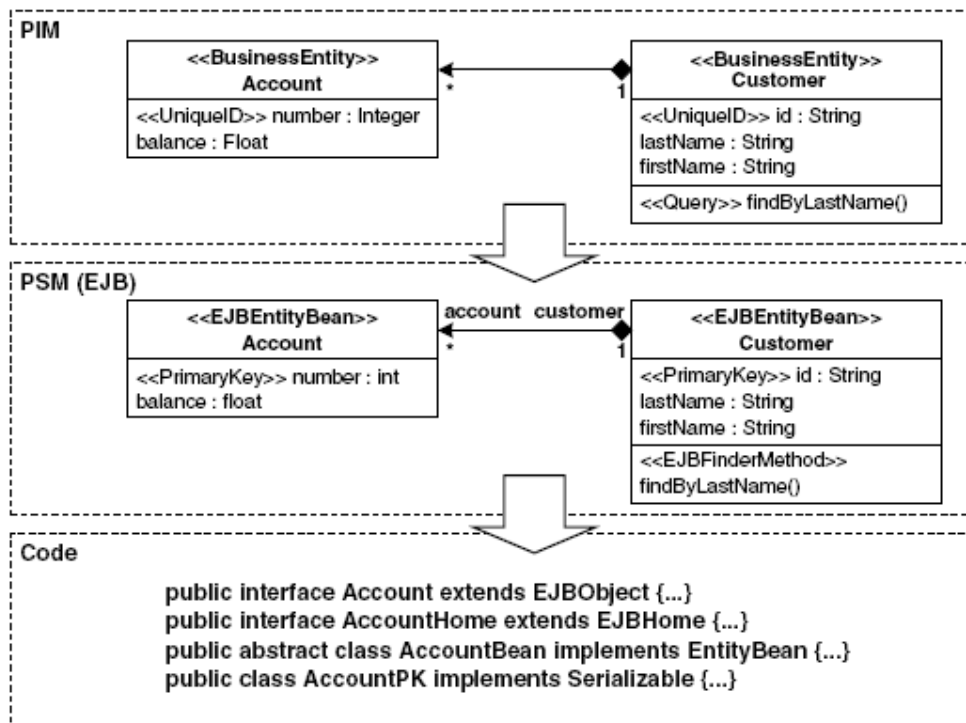 PIM
<<BusinessEntity>>
Account
<<UniqueID>> number : Integer
balance : Float
*
1
<<BusinessEntity>>
Customer
<<UniqueID>> id : String
lastName : String
firstName : String
<<Query>> findByLastName()
PSM (EJB)
<<EJBEntityBean>>
Account
<<PrimaryKey>> number : int
balance : float
account customer
*
1
<<EJBEntityBean>>
Customer
<<PrimaryKey>> id : String
lastName : String
firstName : String
<<EJBFinderMethod>>
findByLastName()
Code
public interface Account extends EJBObject {...}
public interface AccountHome extends EJBHome {...}
public abstract class AccountBean implements EntityBean {...}
public class AccountPK implements Serializable {...}